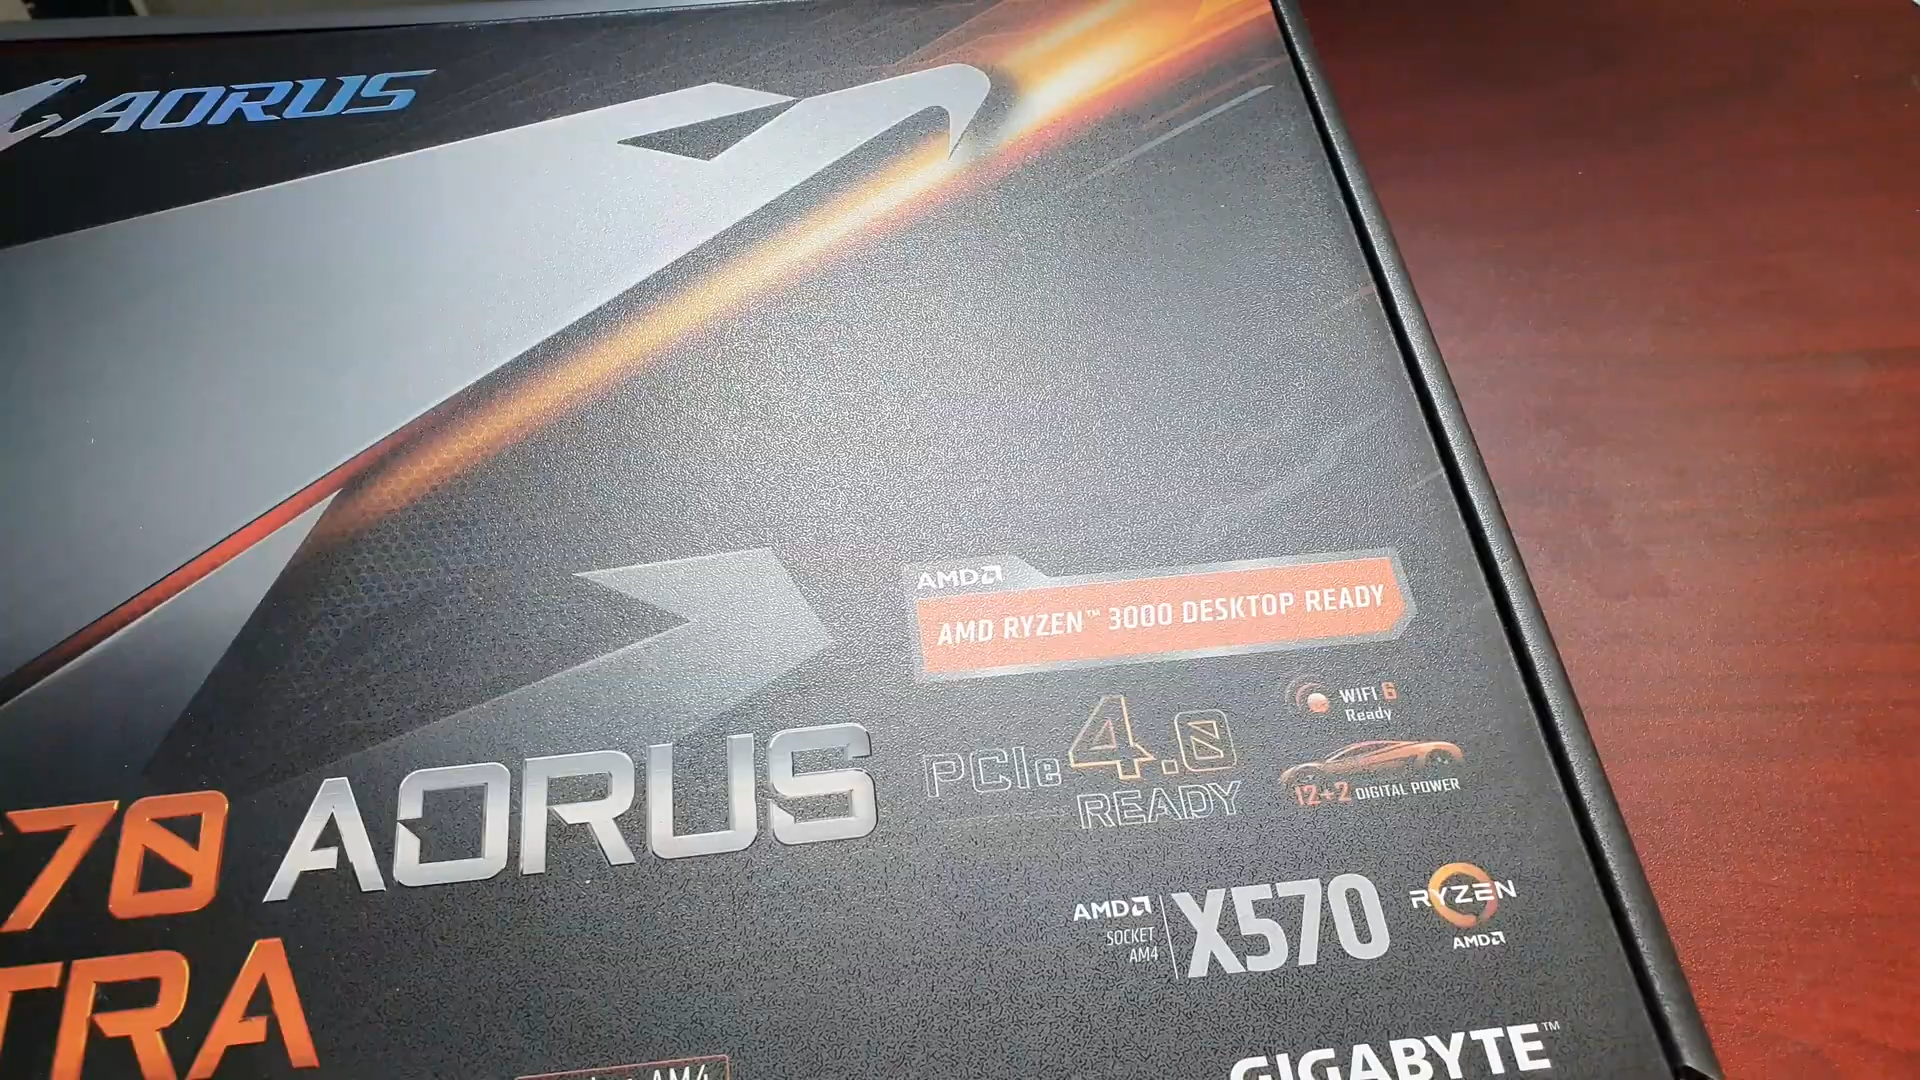 AORUS
AMD
AMD RYZEN™ 3000 DESKTOP READY
WIFI 6
Ready
PCIe 4.0
READY
12+2 DIGITAL POWER
70 AORUS
TRA
AMD
SOCKET
AM4
X570
RYZEN
AMD
AM4
GIGABYTE™